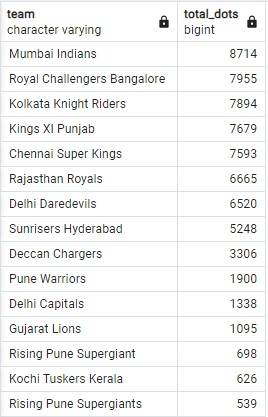 team total_dots
character varying bigint
Mumbai Indians 8714
Royal Challengers Bangalore 7955
Kolkata Knight Riders 7894
Kings XI Punjab 7679
Chennai Super Kings 7593
Rajasthan Royals 6665
Delhi Daredevils 6520
Sunrisers Hyderabad 5248
Deccan Chargers 3306
Pune Warriors 1900
Delhi Capitals 1338
Gujarat Lions 1095
Rising Pune Supergiant 698
Kochi Tuskers Kerala 626
Rising Pune Supergiants 539